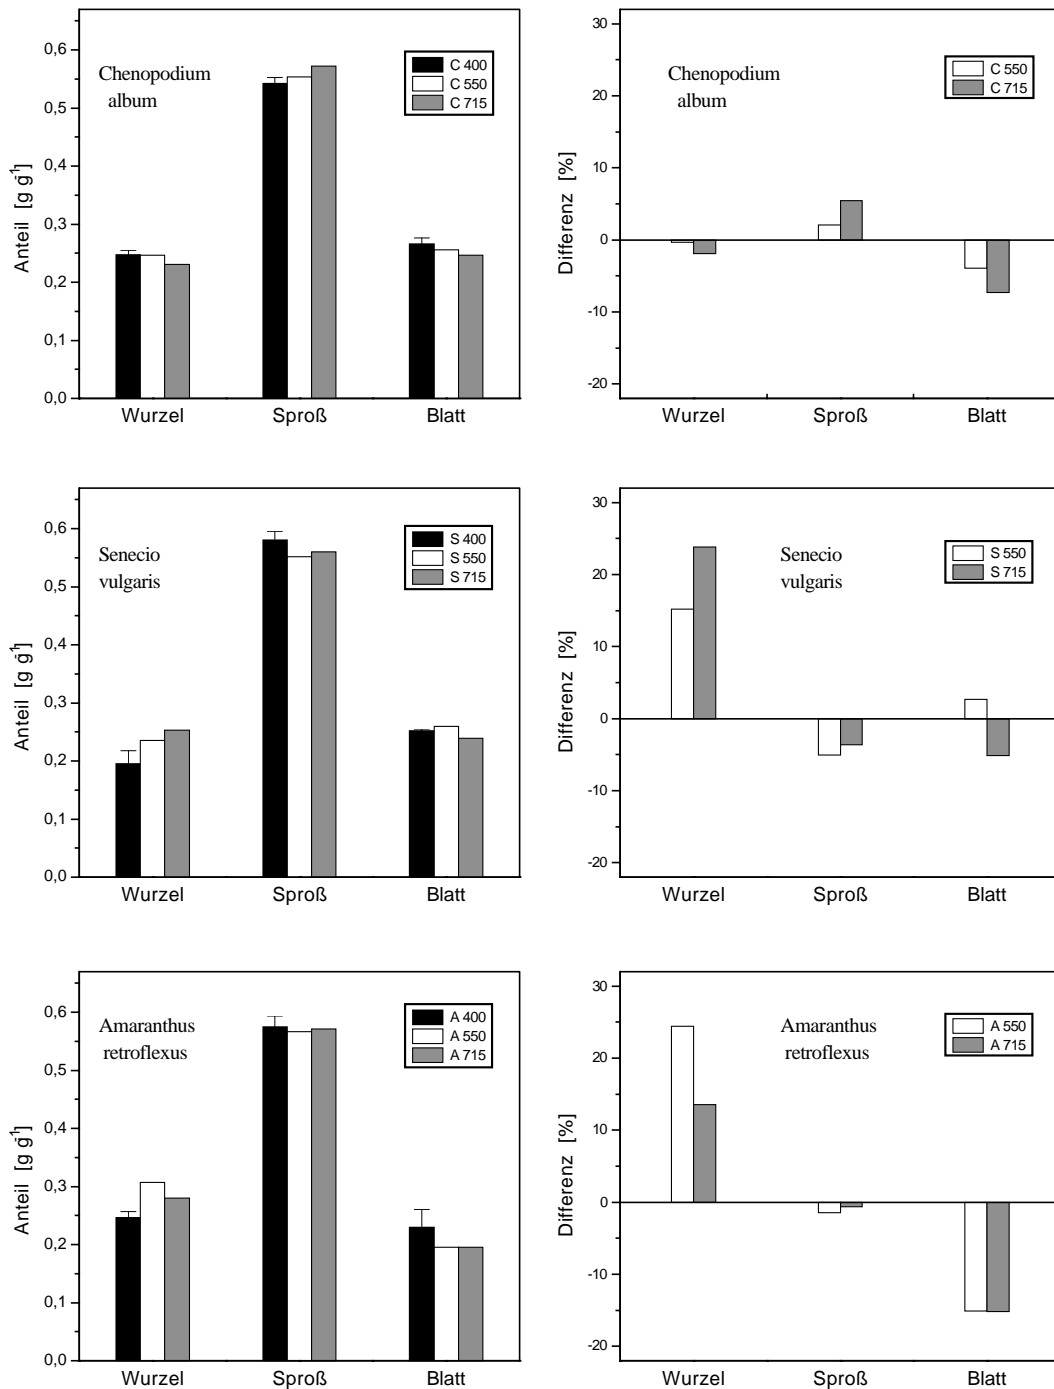 0,6
0,5
0,4
0,3
0,2
0,1
0,0
Anteil [g g⁻¹]
Chenopodium
album
C 400
C 550
C 715
Wurzel Sproß Blatt
30
20
10
0
-10
-20
Differenz [%]
Chenopodium
album
C 550
C 715
Wurzel Sproß Blatt
0,6
0,5
0,4
0,3
0,2
0,1
0,0
Anteil [g g⁻¹]
Senecio
vulgaris
S 400
S 550
S 715
Wurzel Sproß Blatt
30
20
10
0
-10
-20
Differenz [%]
Senecio
vulgaris
S 550
S 715
Wurzel Sproß Blatt
0,6
0,5
0,4
0,3
0,2
0,1
0,0
Anteil [g g⁻¹]
Amaranthus
retroflexus
A 400
A 550
A 715
Wurzel Sproß Blatt
30
20
10
0
-10
-20
Differenz [%]
Amaranthus
retroflexus
A 550
A 715
Wurzel Sproß Blatt